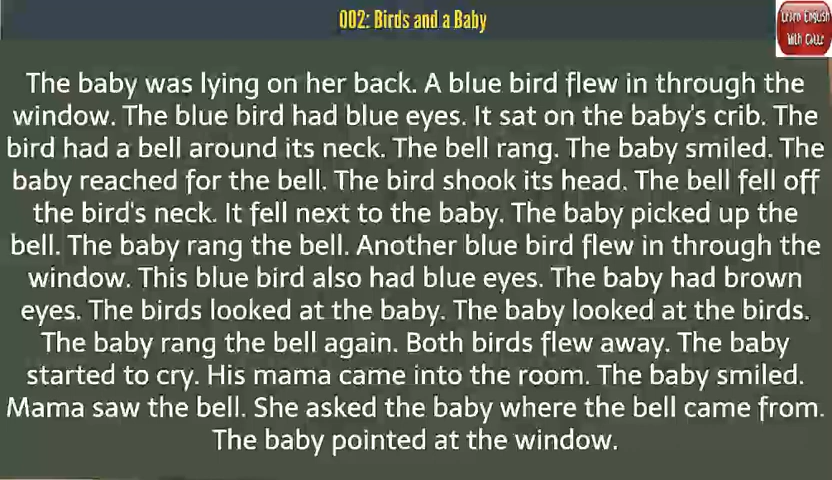 002: Birds and a Baby
Learn English
With Cattz
The baby was lying on her back. A blue bird flew in through the
window. The blue bird had blue eyes. It sat on the baby's crib. The
bird had a bell around its neck. The bell rang. The baby smiled. The
baby reached for the bell. The bird shook its head. The bell fell off
the bird's neck. It fell next to the baby. The baby picked up the
bell. The baby rang the bell. Another blue bird flew in through the
window. This blue bird also had blue eyes. The baby had brown
eyes. The birds looked at the baby. The baby looked at the birds.
The baby rang the bell again. Both birds flew away. The baby
started to cry. His mama came into the room. The baby smiled.
Mama saw the bell. She asked the baby where the bell came from.
The baby pointed at the window.